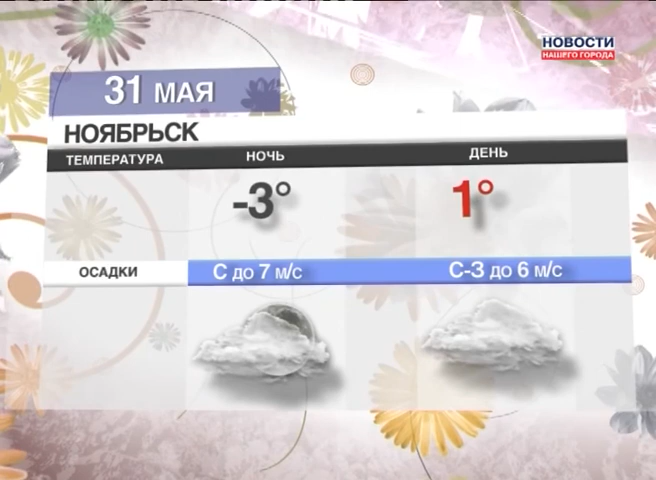 НОВОСТИ
НАШЕГО ГОРОДА
31 МАЯ
НОЯБРЬСК
ТЕМПЕРАТУРА НОЧЬ ДЕНЬ
-3° 1°
ОСАДКИ С ДО 7 М/С С-З ДО 6 М/С